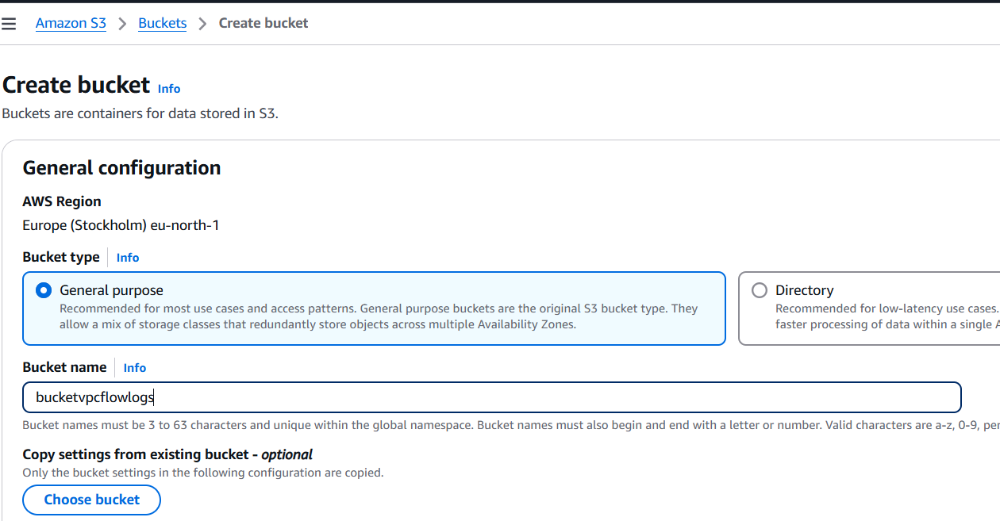 Amazon S3 > Buckets > Create bucket
Create bucket Info
Buckets are containers for data stored in S3.
General configuration
AWS Region
Europe (Stockholm) eu-north-1
Bucket type Info
General purpose
Recommended for most use cases and access patterns. General purpose buckets are the original S3 bucket type. They
allow a mix of storage classes that redundantly store objects across multiple Availability Zones.
Directory
Recommended for low-latency use cases.
faster processing of data within a single A
Bucket name Info
bucketvpcflowlogs
Bucket names must be 3 to 63 characters and unique within the global namespace. Bucket names must also begin and end with a letter or number. Valid characters are a-z, 0-9, per
Copy settings from existing bucket - optional
Only the bucket settings in the following configuration are copied.
Choose bucket